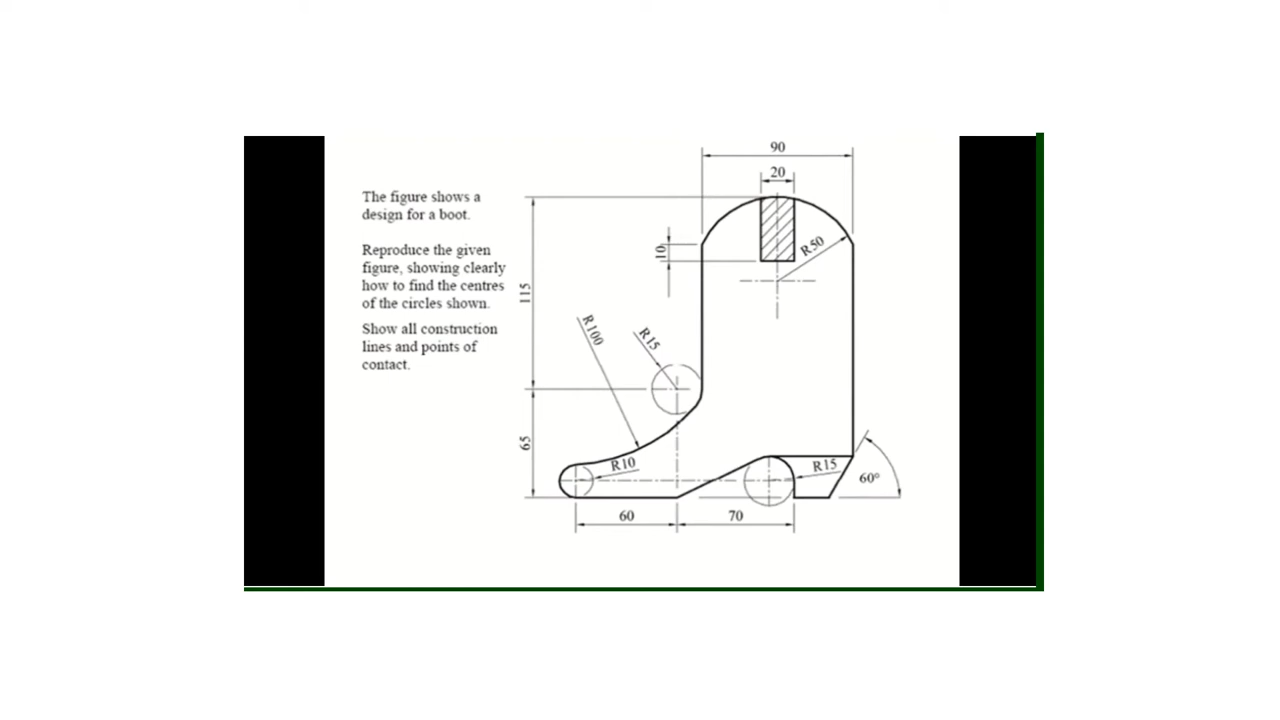 90
20
The figure shows a
design for a boot.
Reproduce the given
figure, showing clearly
how to find the centres
of the circles shown.
Show all construction
lines and points of
contact.
10
R50
115
R100
R15
65
R10
R15
60°
60
70